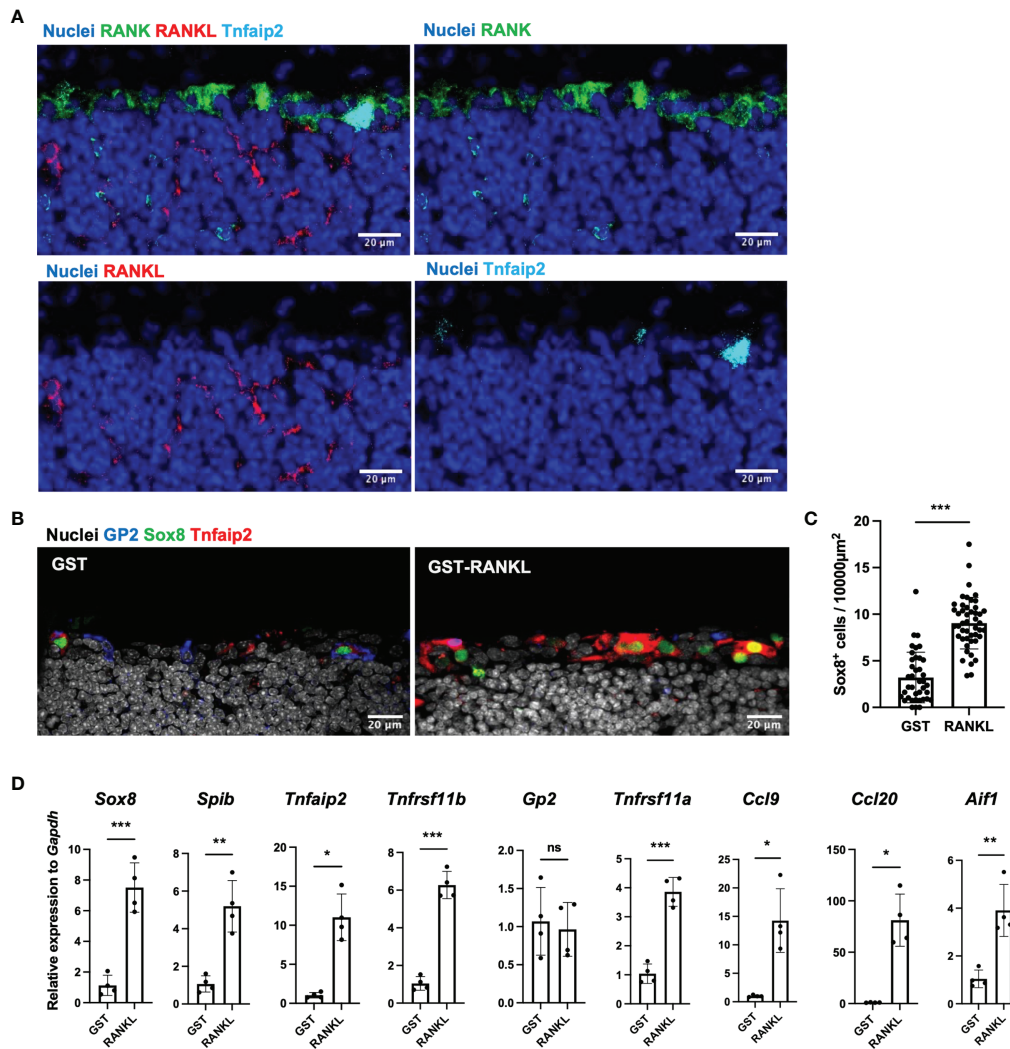 A
Nuclei RANK RANKL Tnfaip2
Nuclei RANK
20 µm
20 µm
Nuclei RANKL
Nuclei Tnfaip2
20 µm
20 µm
B
Nuclei GP2 Sox8 Tnfaip2
GST
GST-RANKL
20 µm
20 µm
C
Sox8+ cells / 10000µm²
***
20
15
10
5
0
GST
RANKL
D
Relative expression to Gapdh
Sox8
***
10
8
6
4
2
0
GST
RANKL
Spib
**
8
6
4
2
0
GST
RANKL
Tnfaip2
*
20
15
10
5
0
GST
RANKL
Tnfrsf11b
***
8
6
4
2
0
GST
RANKL
Gp2
ns
2.0
1.5
1.0
0.5
0.0
GST
RANKL
Tnfrsf11a
***
5
4
3
2
1
0
GST
RANKL
Ccl9
*
25
20
15
10
5
0
GST
RANKL
Ccl20
*
150
100
50
0
GST
RANKL
Aif1
**
6
4
2
0
GST
RANKL